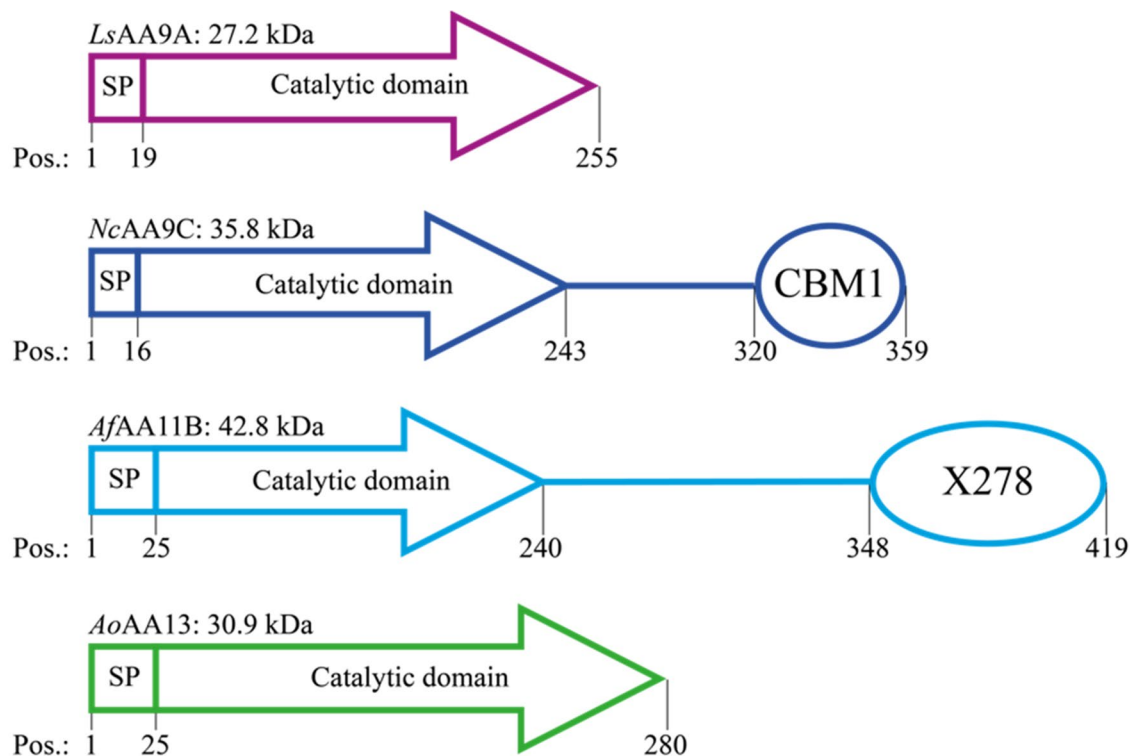 LsAA9A: 27.2 kDa
SP Catalytic domain
Pos.: 1 19 255
NcAA9C: 35.8 kDa
SP Catalytic domain CBM1
Pos.: 1 16 243 320 359
AfAA11B: 42.8 kDa
SP Catalytic domain X278
Pos.: 1 25 240 348 419
AoAA13: 30.9 kDa
SP Catalytic domain
Pos.: 1 25 280